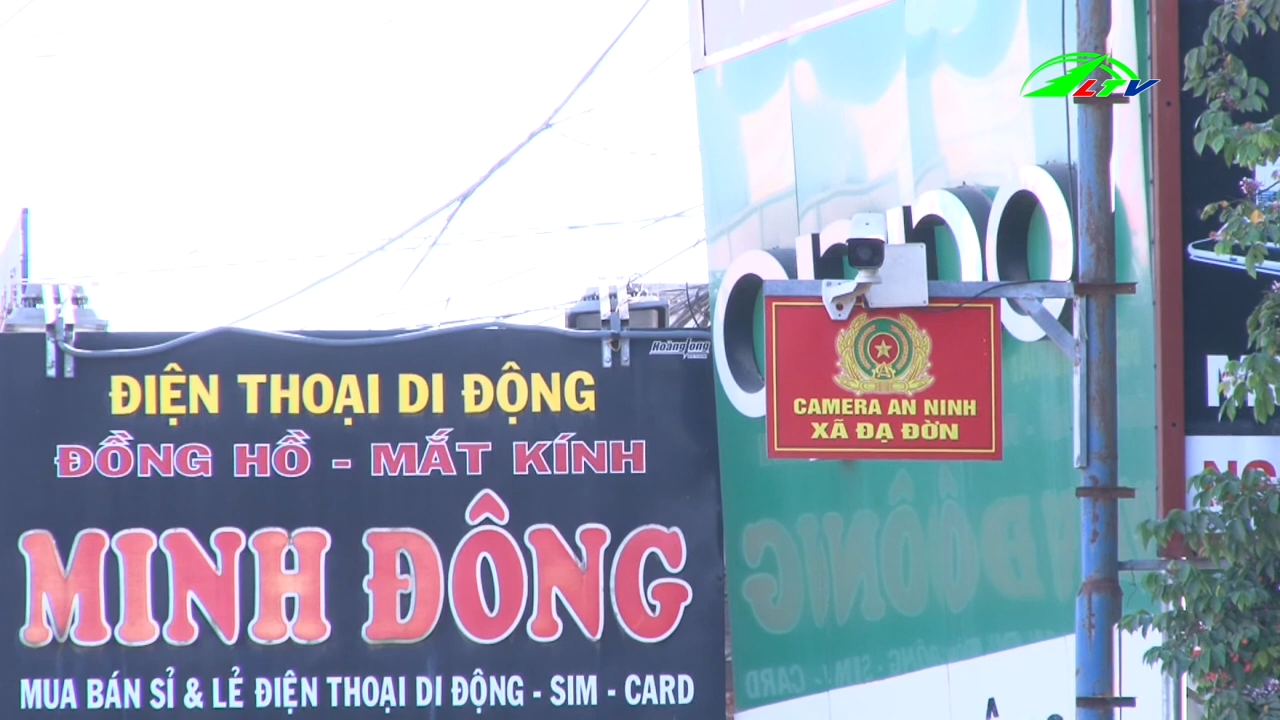 LTV
oppo
Hoàng long
ĐIỆN THOẠI DI ĐỘNG
ĐỒNG HỒ - MẮT KÍNH
MINH ĐÔNG
MUA BÁN SỈ & LẺ ĐIỆN THOẠI DI ĐỘNG - SIM - CARD
CAMERA AN NINH
XÃ ĐẠ ĐỜN